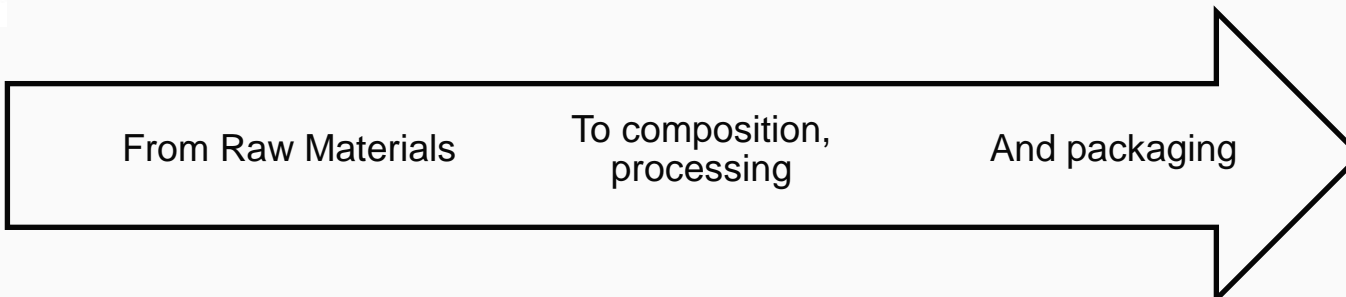 From Raw Materials
To composition,
processing
And packaging